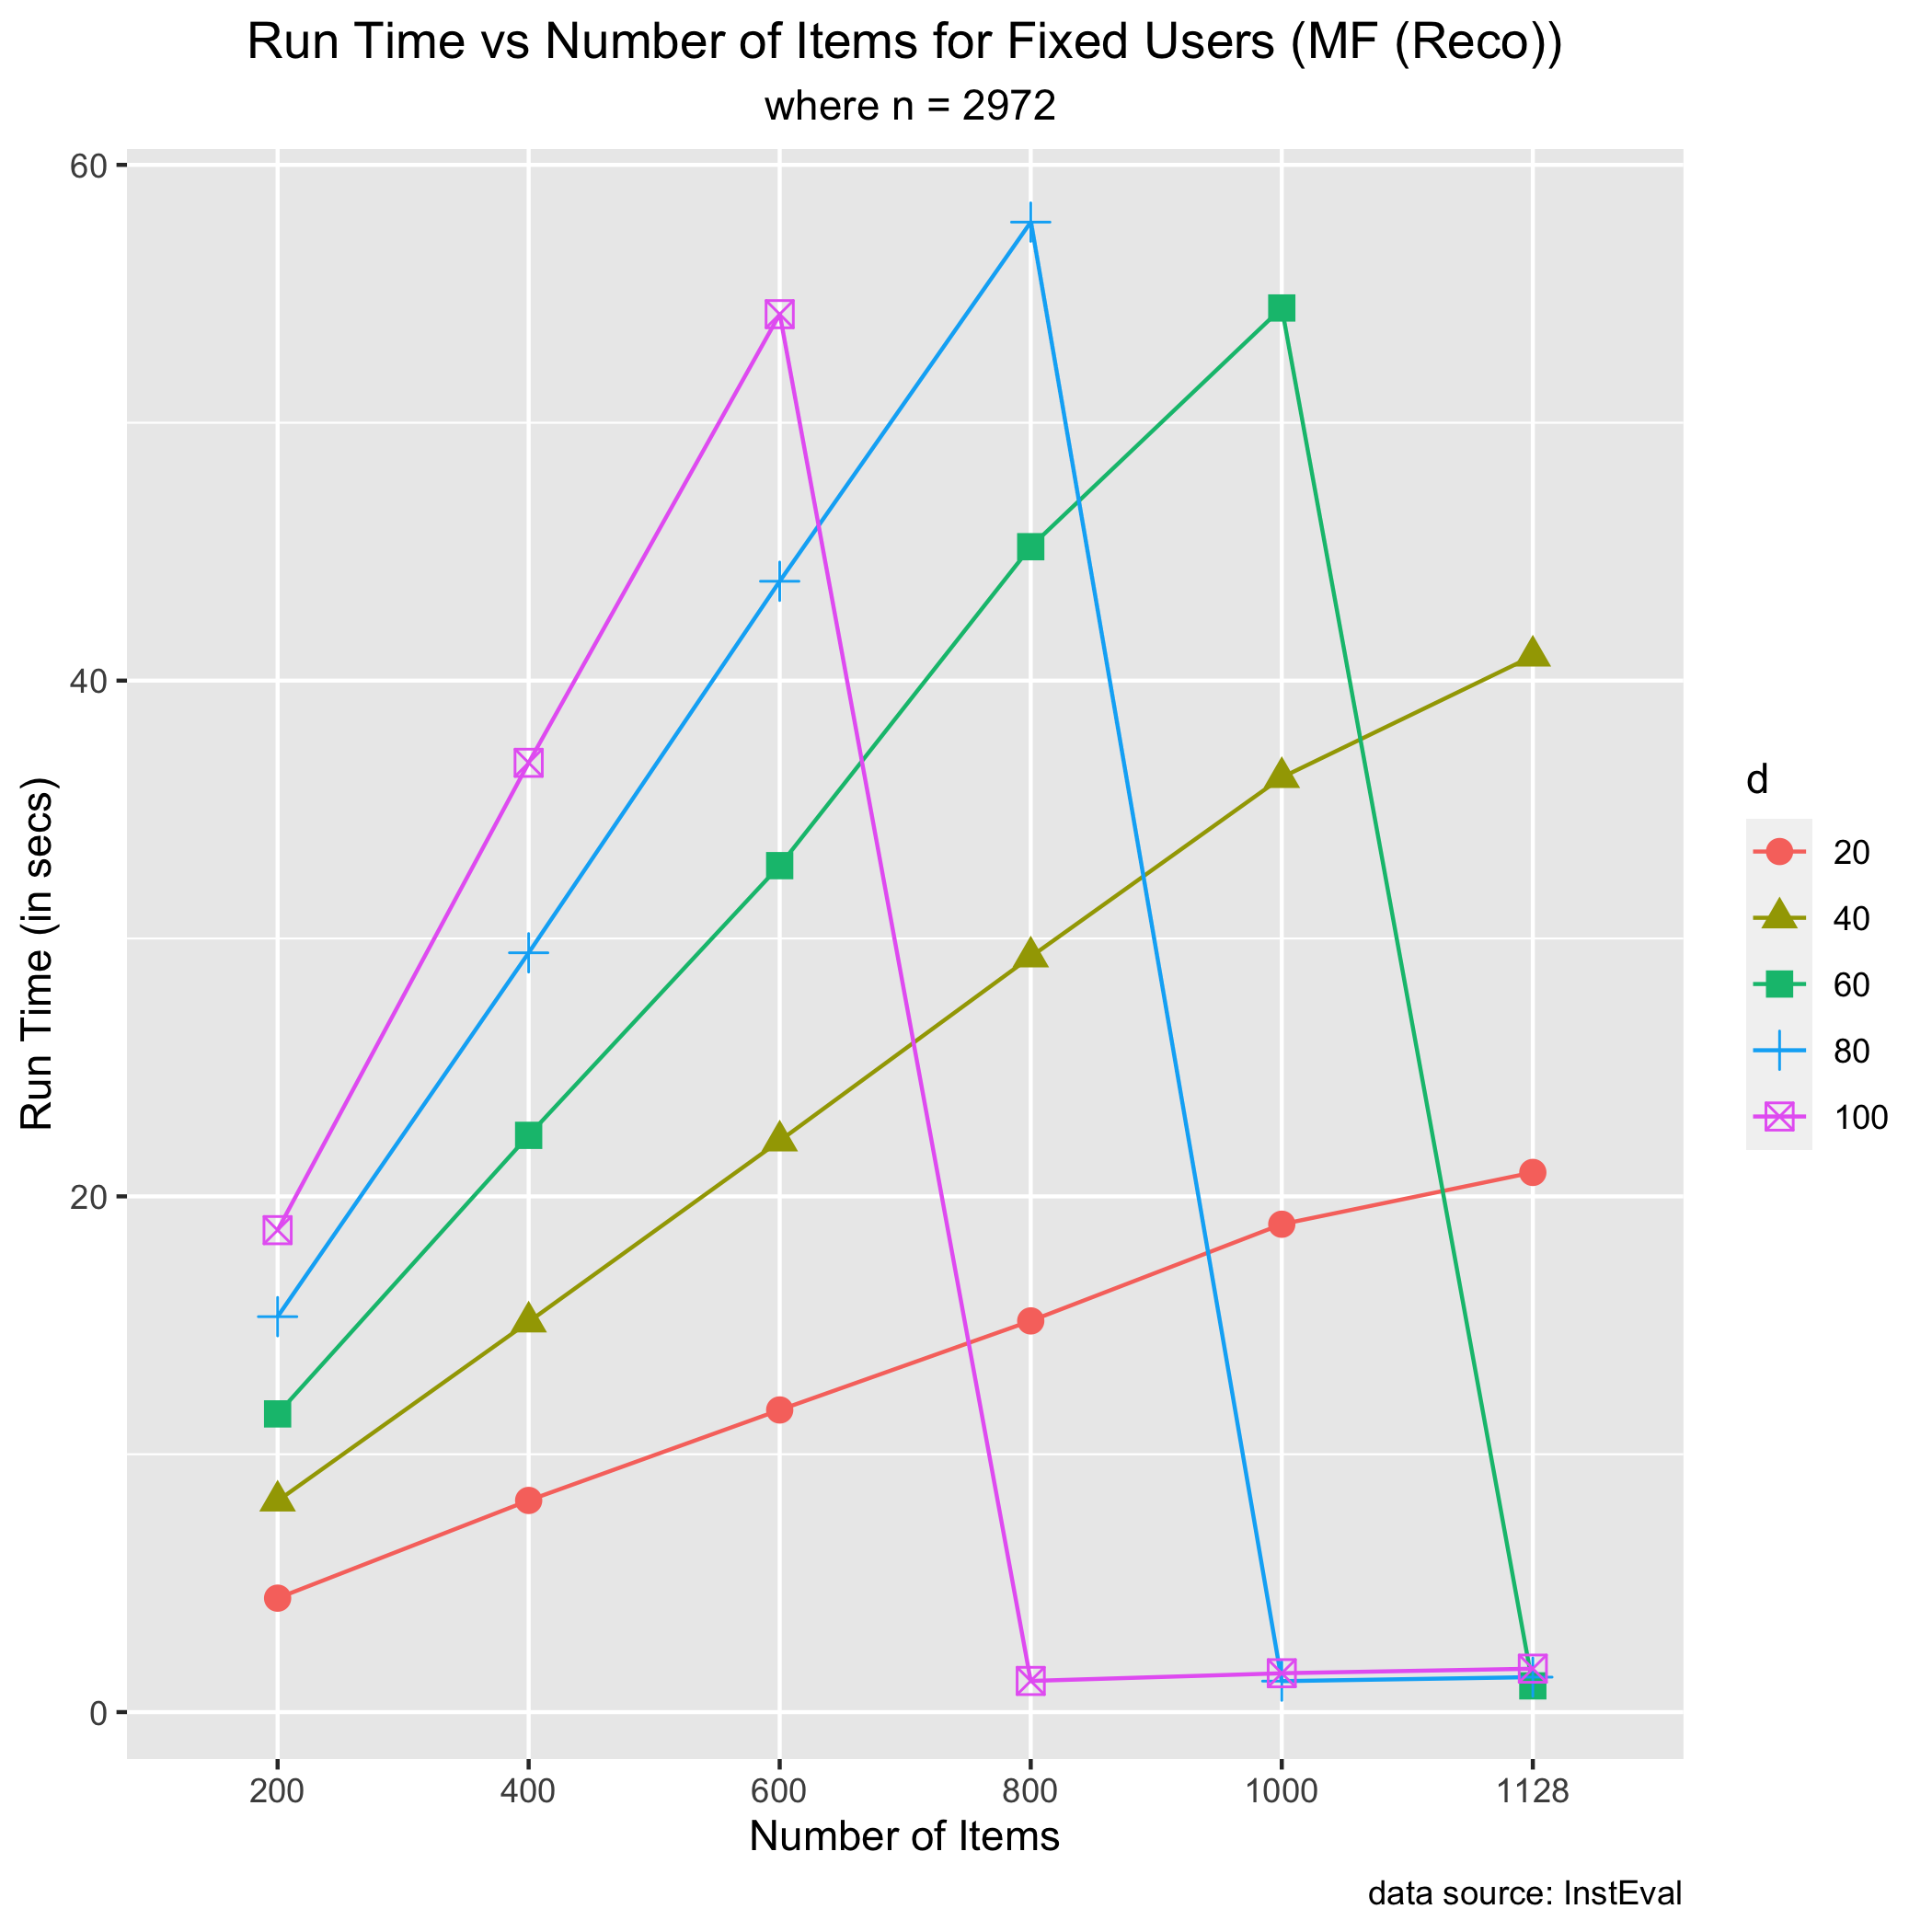 Run Time vs Number of Items for Fixed Users (MF (Reco))
where n = 2972
Run Time (in secs)
60
40
20
0
200 400 600 800 1000 1128
Number of Items
d
20
40
60
80
100
data source: InstEval